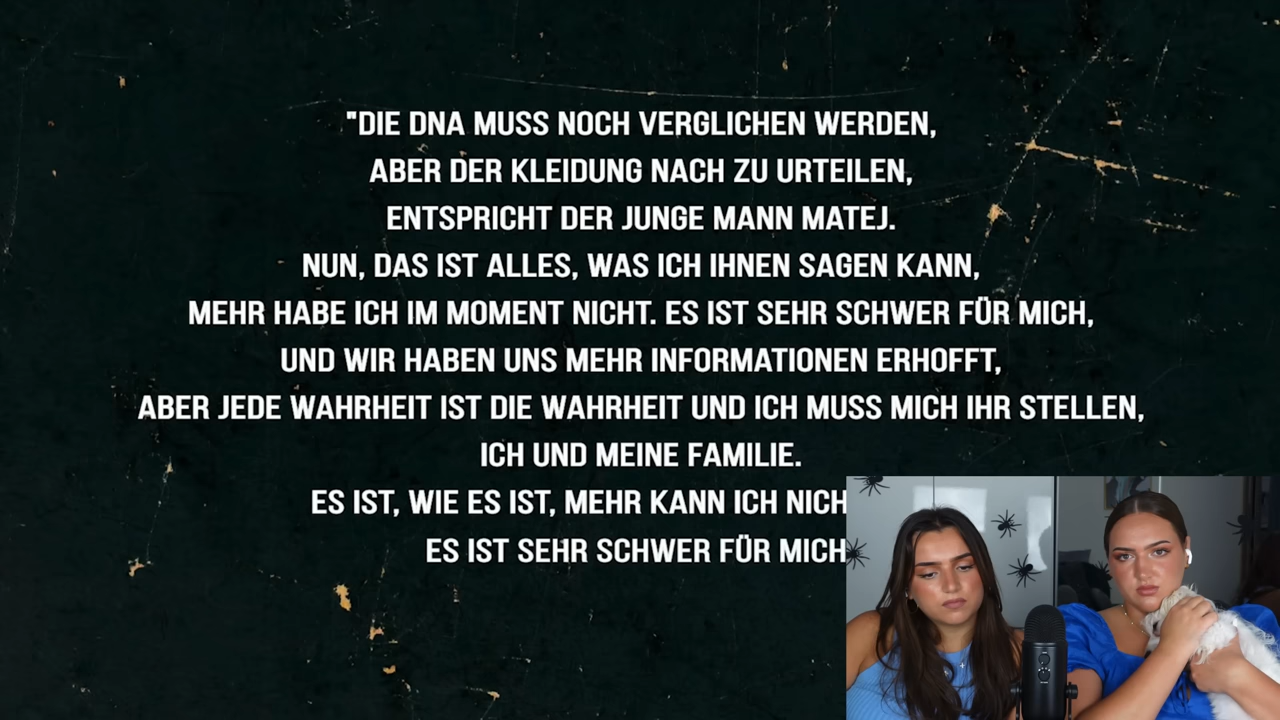 "DIE DNA MUSS NOCH VERGLICHEN WERDEN,
ABER DER KLEIDUNG NACH ZU URTEILEN,
ENTSPRICHT DER JUNGE MANN MATEJ.
NUN, DAS IST ALLES, WAS ICH IHNEN SAGEN KANN,
MEHR HABE ICH IM MOMENT NICHT. ES IST SEHR SCHWER FÜR MICH,
UND WIR HABEN UNS MEHR INFORMATIONEN ERHOFFT,
ABER JEDE WAHRHEIT IST DIE WAHRHEIT UND ICH MUSS MICH IHR STELLEN,
ICH UND MEINE FAMILIE.
ES IST, WIE ES IST, MEHR KANN ICH NICH
ES IST SEHR SCHWER FÜR MICH